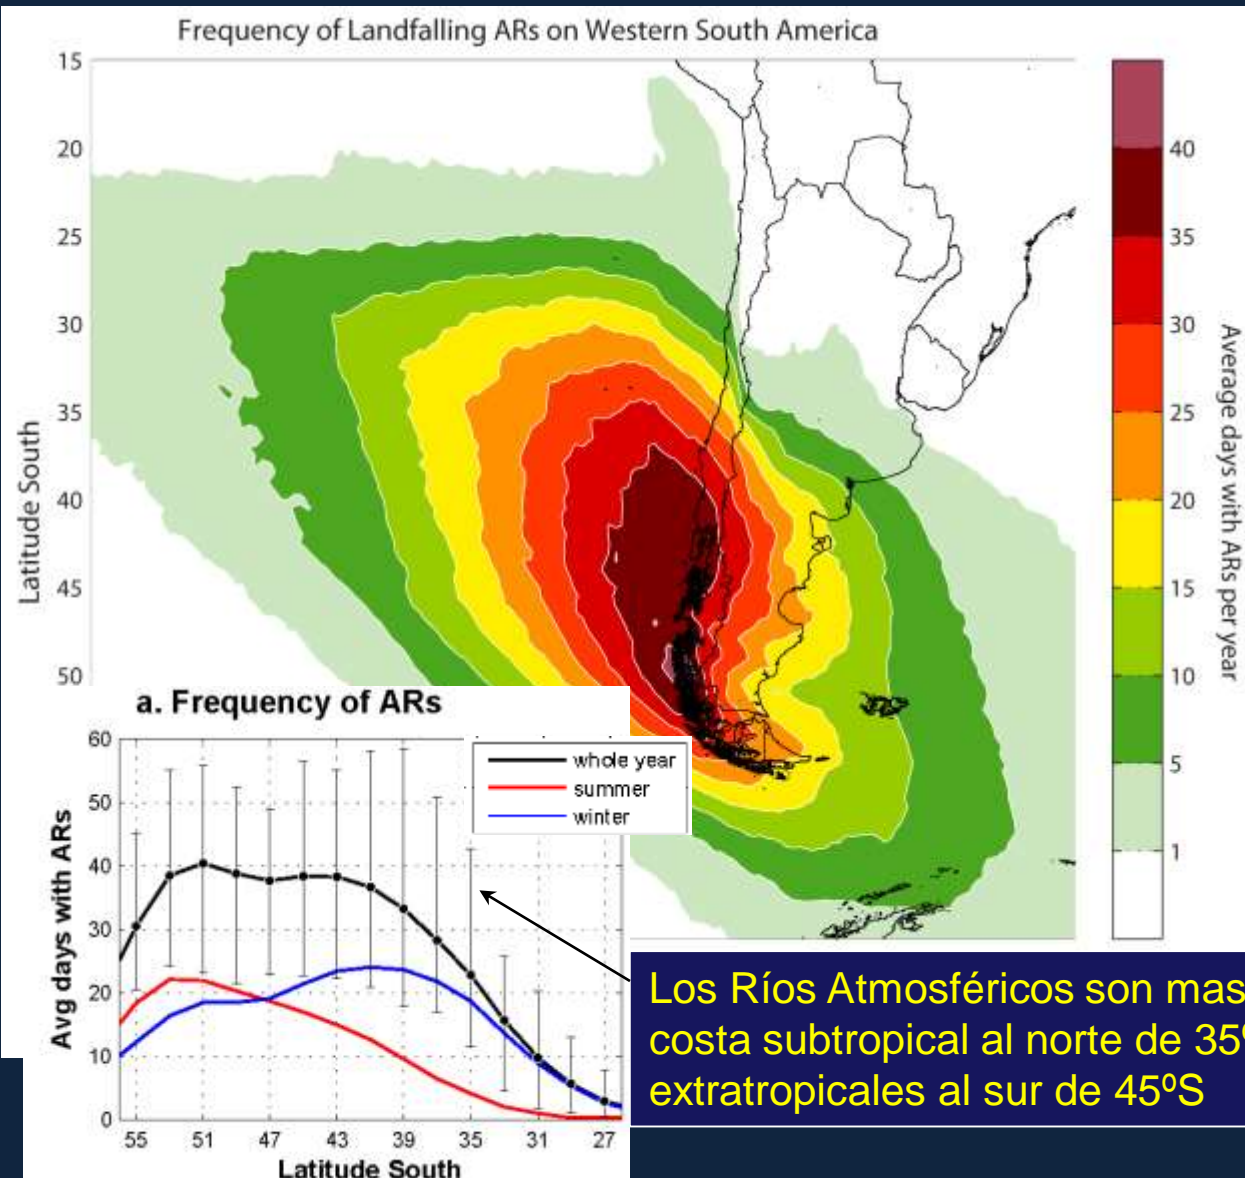 Frequency of Landfalling ARs on Western South America
15
20
25
30
35
40
45
50
Latitude South
40
35
30
25
20
15
10
5
1
Average days with ARs per year
a. Frequency of ARs
60
50
40
30
20
10
0
Avg days with ARs
whole year
summer
winter
55 51 47 43 39 35 31 27
Latitude South
Los Ríos Atmosféricos son mas
costa subtropical al norte de 35º
extratropicales al sur de 45ºS